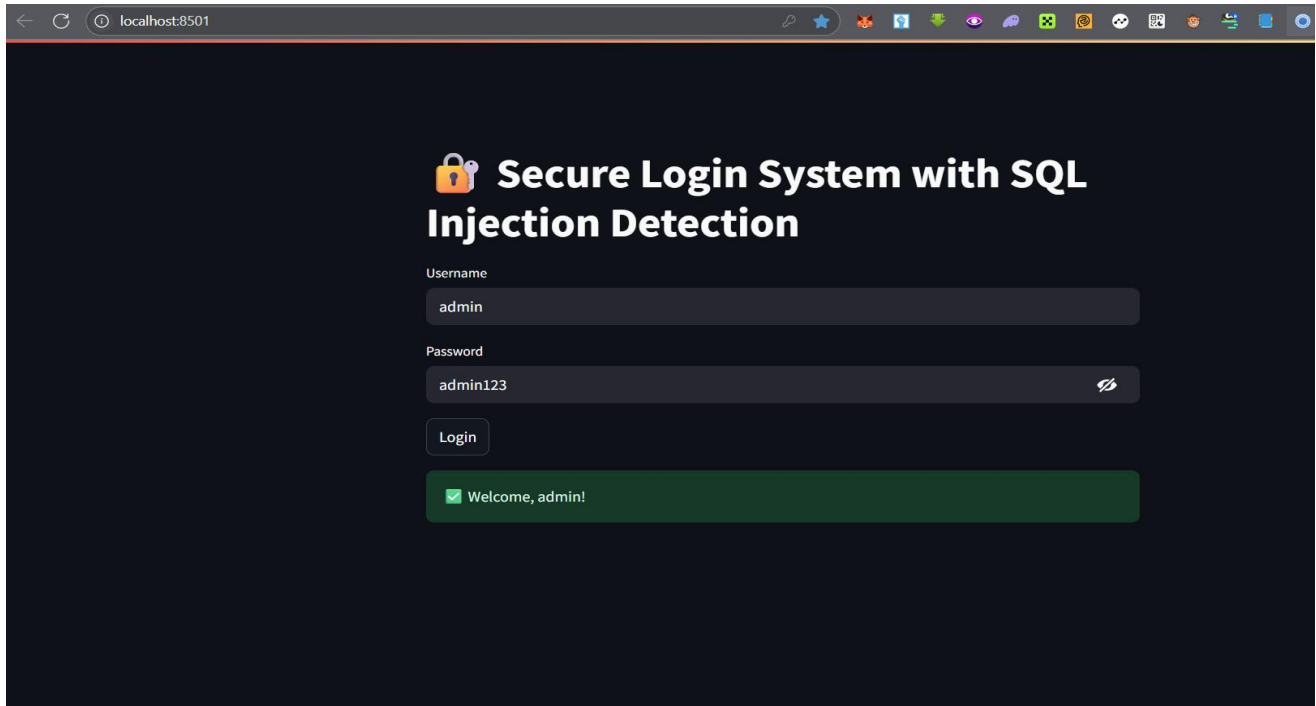 localhost:8501
🔐 Secure Login System with SQL
Injection Detection
Username
admin
Password
admin123
Login
✅ Welcome, admin!